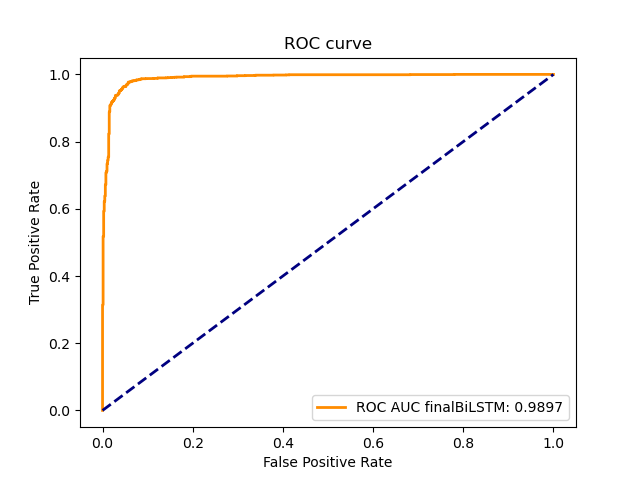 ROC curve
True Positive Rate
1.0
0.8
0.6
0.4
0.2
0.0
ROC AUC finalBiLSTM: 0.9897
0.0 0.2 0.4 0.6 0.8 1.0
False Positive Rate